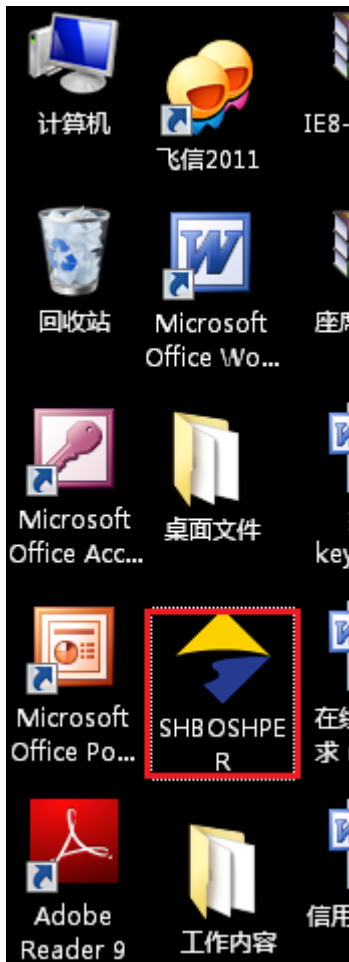 计算机
飞信2011
IE8-
回收站
Microsoft
Office Wo...
Microsoft
Office Acc...
桌面文件
key
Microsoft
Office Po...
SHBOSHPE
R
在线
求
Adobe
Reader 9
工作内容
信用